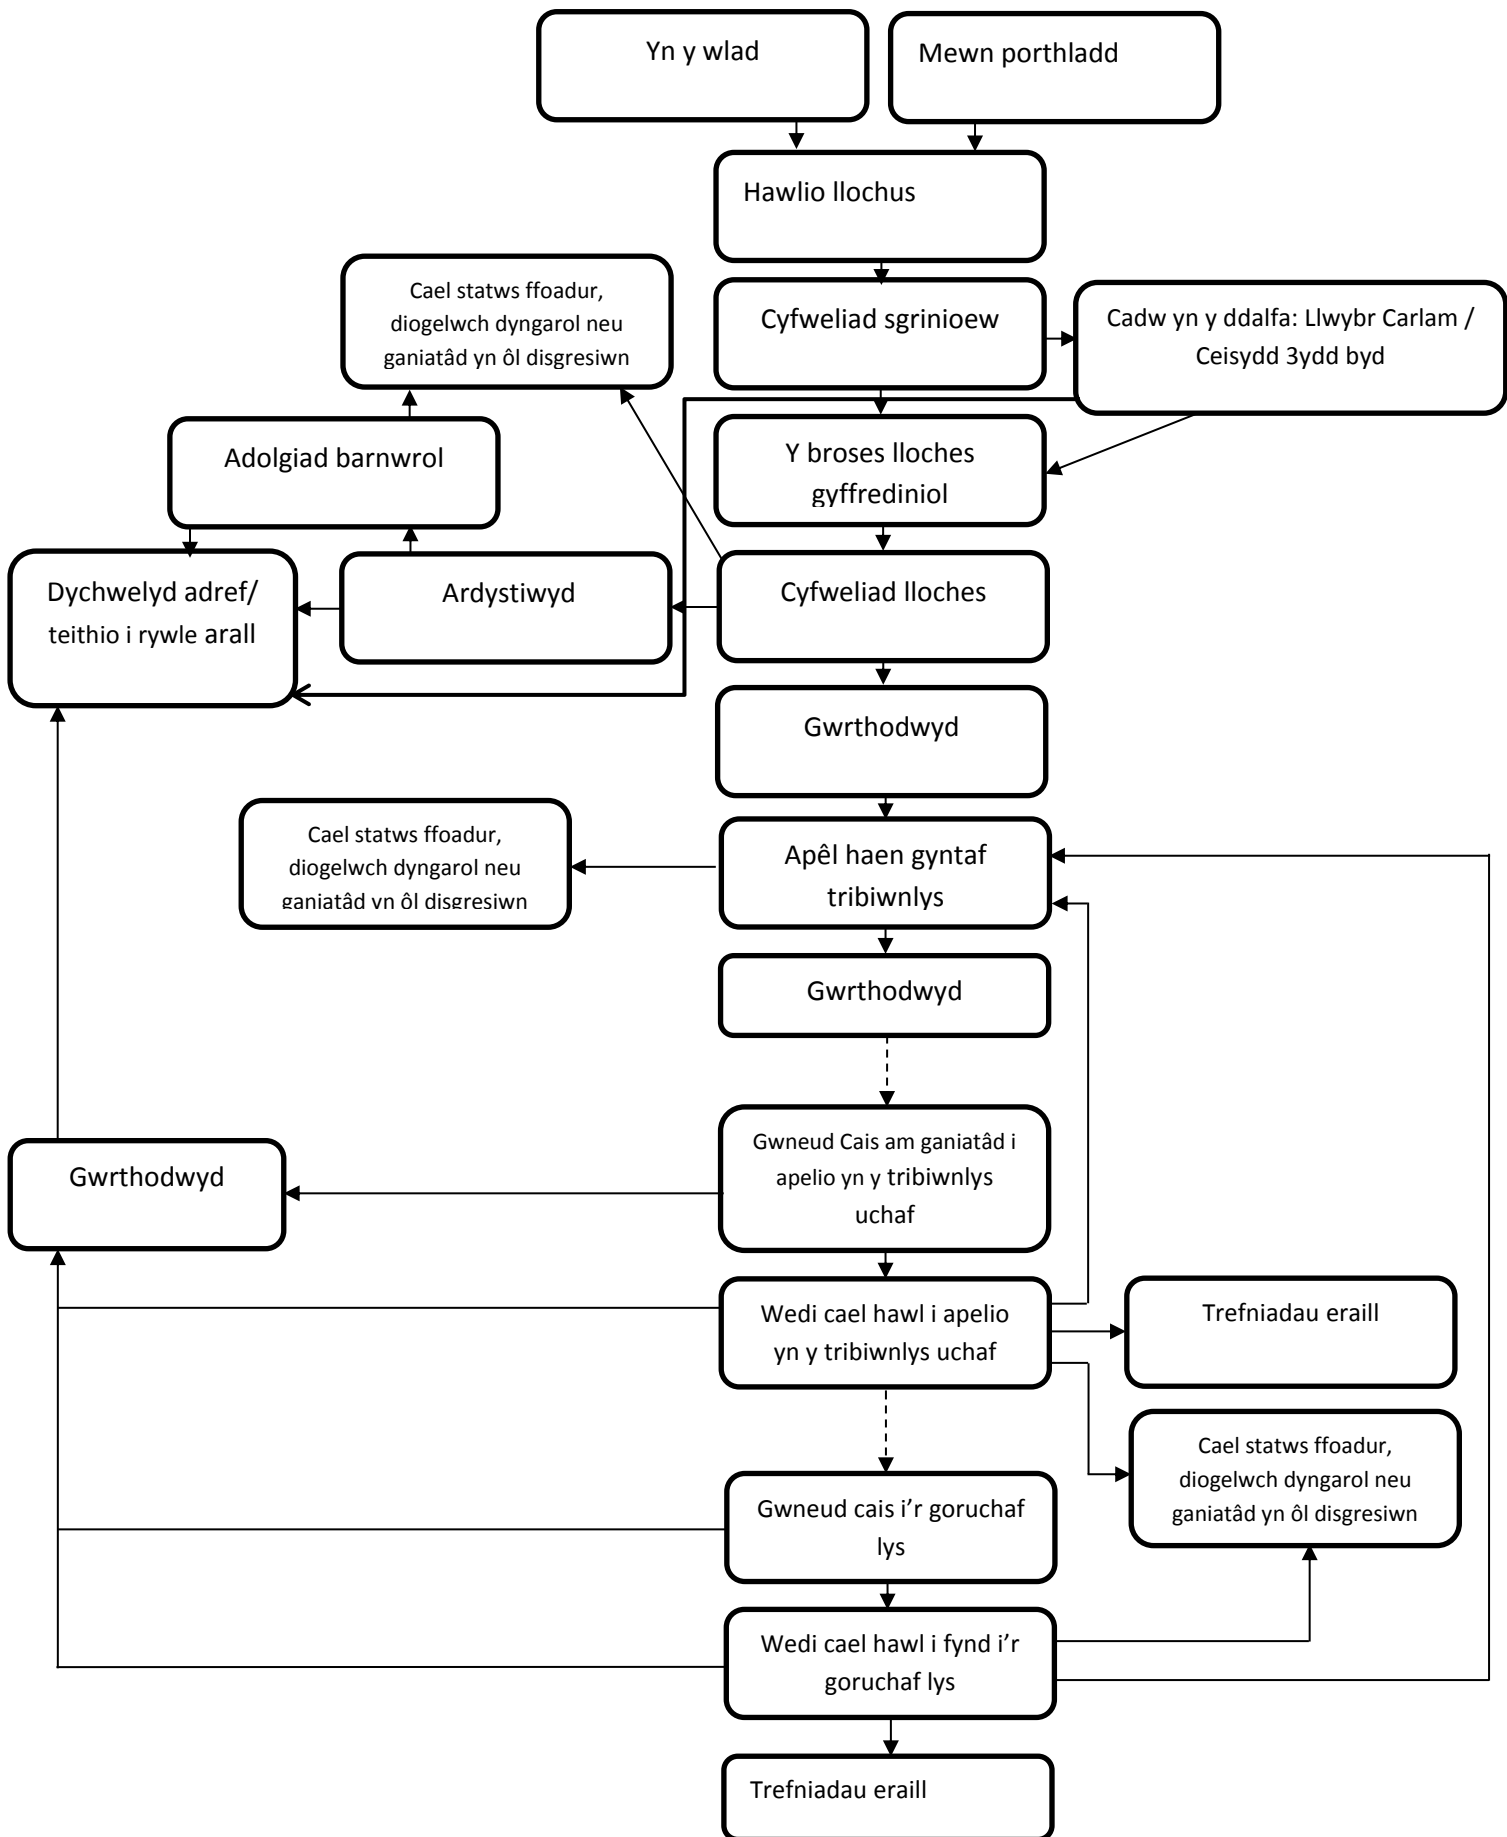 Yn y wlad
Mewn porthladd
Hawlio llochus
Cael statws ffoadur,
diogelwch dyngarol neu
ganiatâd yn ôl disgresiwn
Cyfweliad sgrinioew
Cadw yn y ddalfa: Llwybr Carlam /
Ceisydd 3ydd byd
Adolgiad barnwrol
Y broses lloches
gyffrediniol
Dychwelyd adref/
teithio i rywle arall
Ardystiwyd
Cyfweliad lloches
Gwrthodwyd
Cael statws ffoadur,
diogelwch dyngarol neu
ganiatâd yn ôl disgresiwn
Apêl haen gyntaf
tribiwnlys
Gwrthodwyd
Gwrthodwyd
Gwneud Cais am ganiatâd i
apelio yn y tribiwnlys
uchaf
Wedi cael hawl i apelio
yn y tribiwnlys uchaf
Trefniadau eraill
Cael statws ffoadur,
diogelwch dyngarol neu
ganiatâd yn ôl disgresiwn
Gwneud cais i’r goruchaf
lys
Wedi cael hawl i fynd i’r
goruchaf lys
Trefniadau eraill